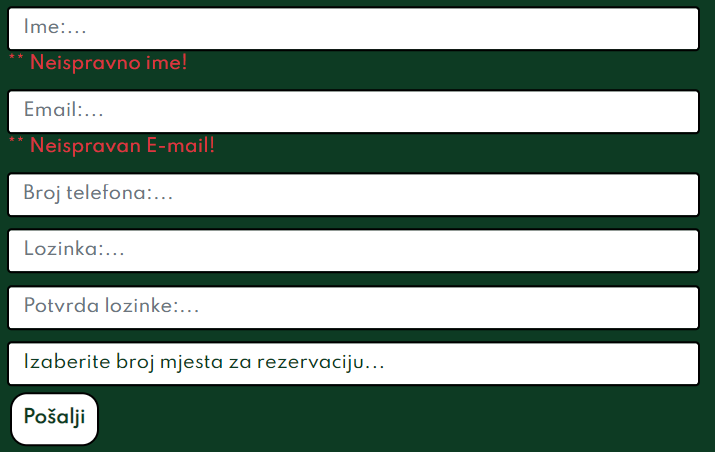 Ime:...
** Neispravno ime!
Email:...
** Neispravan E-mail!
Broj telefona:...
Lozinka:...
Potvrda lozinke:...
Izaberite broj mjesta za rezervaciju...
Pošalji